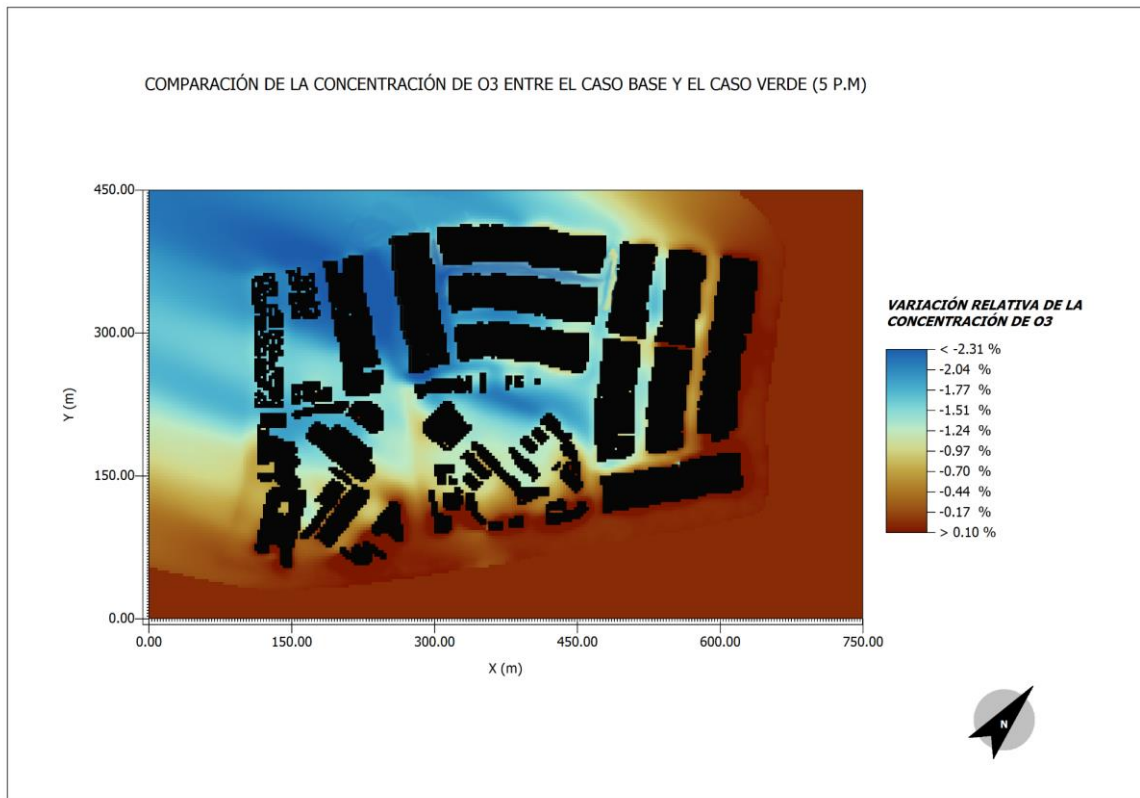 COMPARACIÓN DE LA CONCENTRACIÓN DE O3 ENTRE EL CASO BASE Y EL CASO VERDE (5 P.M)
450.00
300.00
150.00
0.00
Y (m)
0.00 150.00 300.00 450.00 600.00 750.00
X (m)
VARIACIÓN RELATIVA DE LA
CONCENTRACIÓN DE O3
< -2.31 %
-2.04 %
-1.77 %
-1.51 %
-1.24 %
-0.97 %
-0.70 %
-0.44 %
-0.17 %
> 0.10 %
N